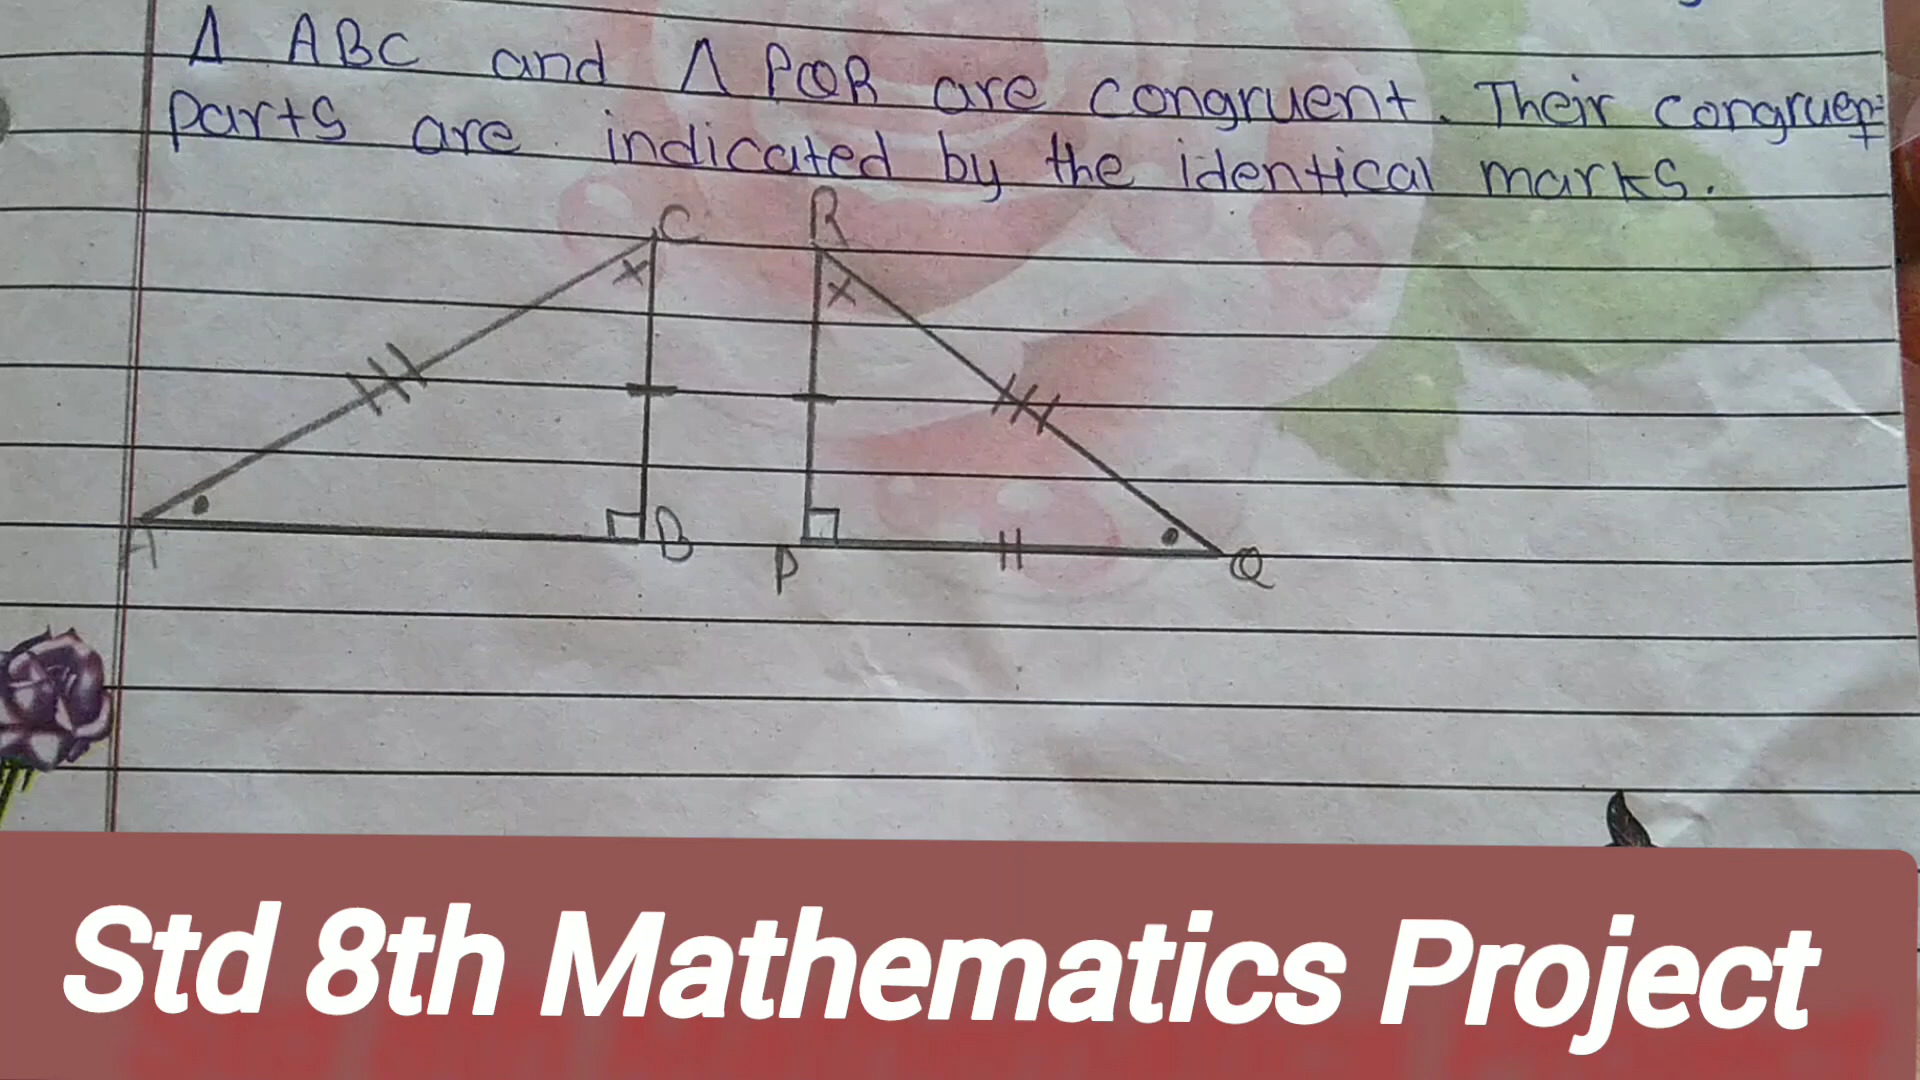 Δ ABC and Δ PQR are congruent. Their congruent
parts are indicated by the identical marks.
C R
x x
A B P Q
Std 8th Mathematics Project